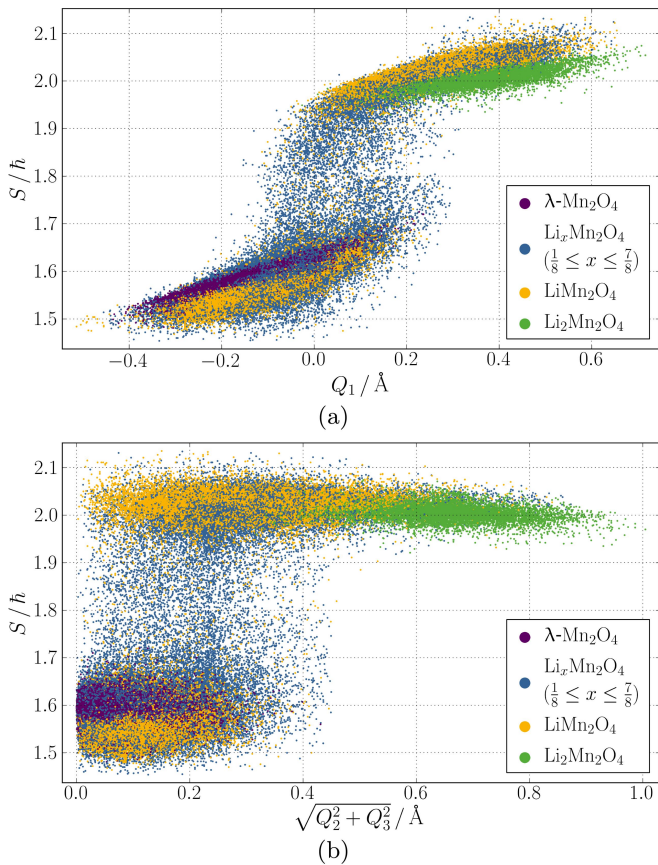 2.1
2.0
1.9
1.8
1.7
1.6
1.5
S / ħ
−0.4
−0.2
0.0
0.2
0.4
0.6
Q₁ / Å
λ-Mn₂O₄
LiₓMn₂O₄
(1/8 ≤ x ≤ 7/8)
LiMn₂O₄
Li₂Mn₂O₄
(a)
2.1
2.0
1.9
1.8
1.7
1.6
1.5
S / ħ
0.0
0.2
0.4
0.6
0.8
1.0
√(Q₂² + Q₃²) / Å
λ-Mn₂O₄
LiₓMn₂O₄
(1/8 ≤ x ≤ 7/8)
LiMn₂O₄
Li₂Mn₂O₄
(b)